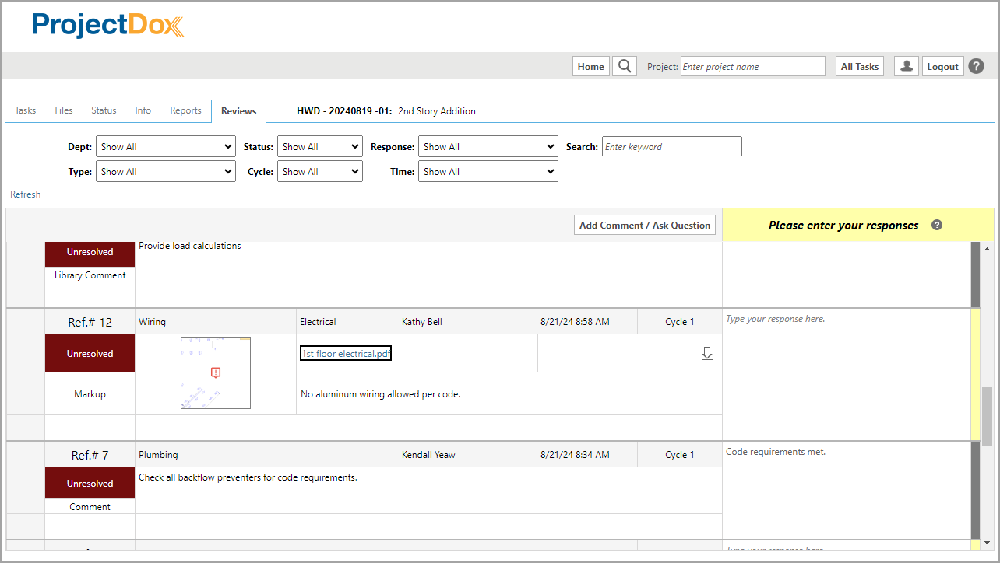 ProjectDox
Home Project: Enter project name All Tasks Logout ?
Tasks Files Status Info Reports Reviews HWD - 20240819 -01: 2nd Story Addition
Dept: Show All Status: Show All Response: Show All Search: Enter keyword
Type: Show All Cycle: Show All Time: Show All
Refresh
Add Comment / Ask Question Please enter your responses ?
Unresolved Provide load calculations
Library Comment
Ref.# 12 Wiring Electrical Kathy Bell 8/21/24 8:58 AM Cycle 1 Type your response here.
Unresolved 1st floor electrical.pdf
Markup No aluminum wiring allowed per code.
Ref.# 7 Plumbing Kendall Yeaw 8/21/24 8:34 AM Cycle 1 Code requirements met.
Unresolved Check all backflow preventers for code requirements.
Comment
Type your response here.